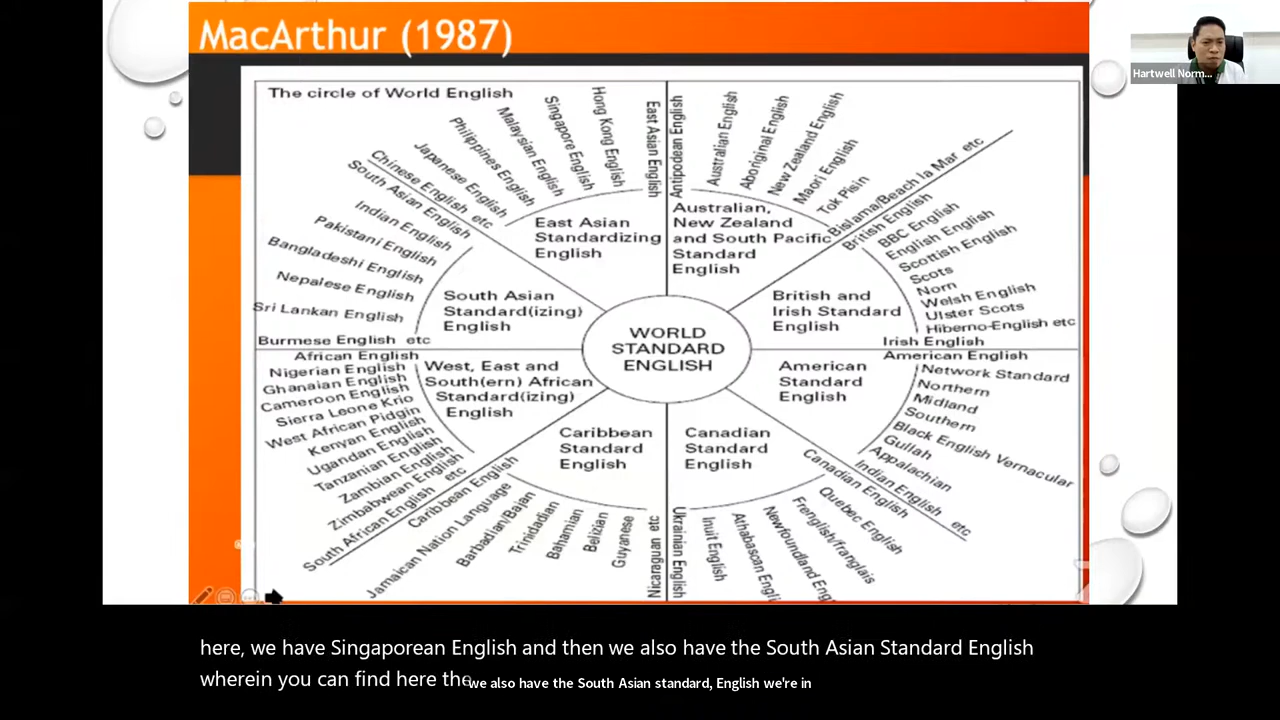 MacArthur (1987)
Hartwell Norm...
The circle of World English
East Asian English
Hong Kong English
Singapore English
Malaysian English
Philippines English
Japanese English
Chinese English etc
East Asian
Standardizing
English
Antipodean English
Australian English
Aboriginal English
New Zealand English
Maori English
Tok Pisin
Bislama/Beach la Mar etc
Australian,
New Zealand
and South Pacific
Standard
English
British English
BBC English
English English
Scottish English
Scots
Norn
Welsh English
Ulster Scots
Hiberno-English etc
Irish English
British and
Irish Standard
English
South Asian English
Indian English
Pakistani English
Bangladeshi English
Nepalese English
Sri Lankan English
Burmese English etc
South Asian
Standard(izing)
English
WORLD
STANDARD
ENGLISH
African English
Nigerian English
Ghanaian English
Cameroon English
Sierra Leone Krio
West African Pidgin
Kenyan English
Ugandan English
Tanzanian English
Zambian English
Zimbabwean English
South African English etc
West, East and
South(ern) African
Standard(izing)
English
American English
Network Standard
Northern
Midland
Southern
Black English Vernacular
Gullah
Appalachian
Indian English etc
American
Standard
English
Caribbean English
Jamaican Nation Language
Barbadian/Bajan
Trinidadian
Bahamian
Belizian
Guyanese
Nicaraguan etc
Caribbean
Standard
English
Canadian English
Quebec English
Frenglish/franglais
Newfoundland Eng
Athabascan Engli
Inuit English
Ukrainian English
Canadian
Standard
English
here, we have Singaporean English and then we also have the South Asian Standard English
wherein you can find here the
we also have the South Asian standard, English we're in